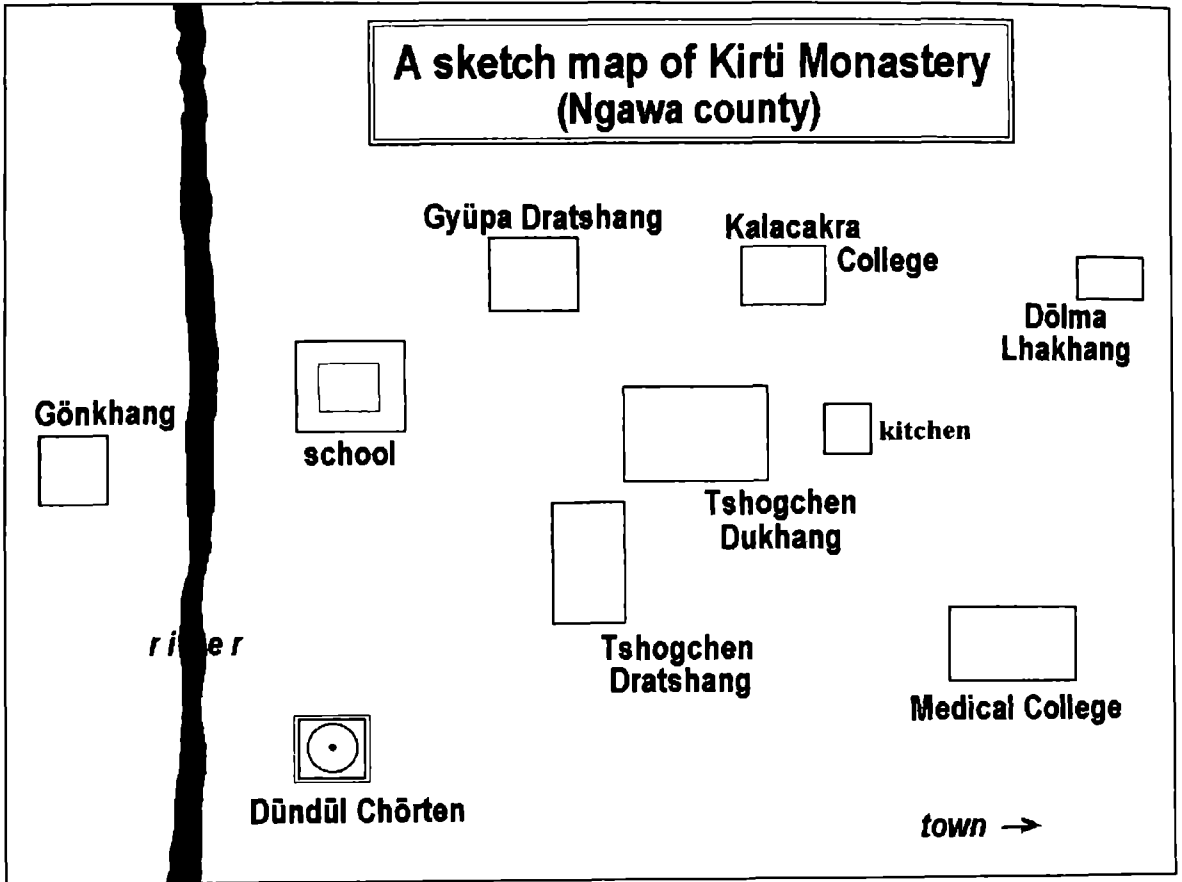 A sketch map of Kirti Monastery
(Ngawa county)
Gyüpa Dratshang
Kalacakra
College
Dölma
Lhakhang
Gönkhang
school
kitchen
Tshogchen
Dukhang
river
Tshogchen
Dratshang
Medical College
Dündül Chörten
town →